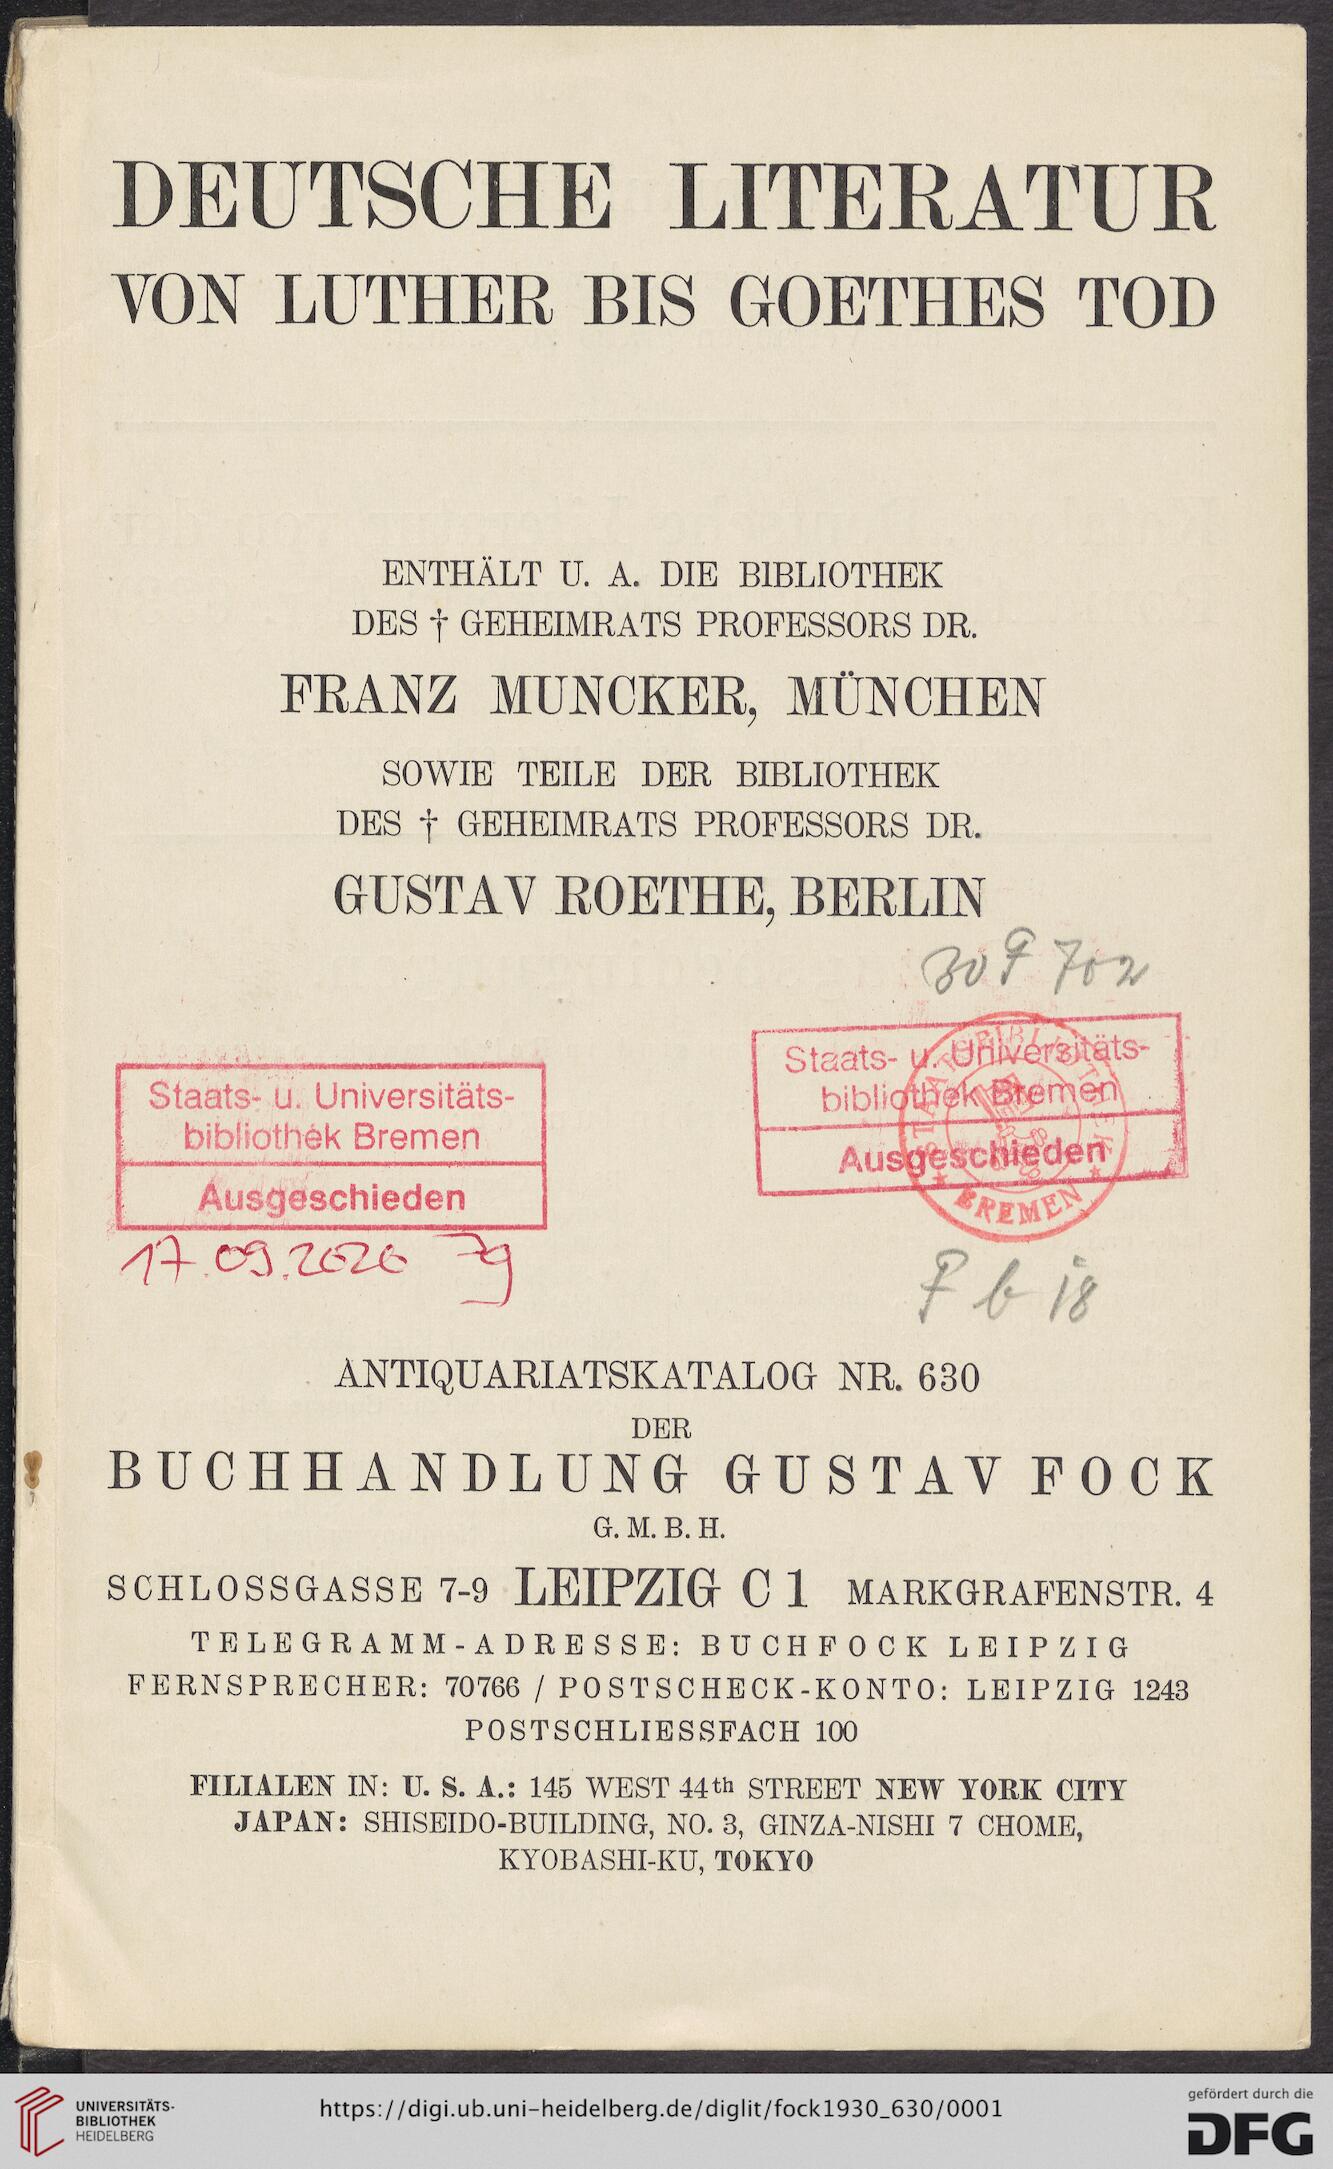 DEUTSCHE LITERATUR
VON LUTHER BIS GOETHES TOD
ENTHÄLT U. A. DIE BIBLIOTHEK
DES † GEHEIMRATS PROFESSORS DR.
FRANZ MUNCKER, MÜNCHEN
SOWIE TEILE DER BIBLIOTHEK
DES † GEHEIMRATS PROFESSORS DR.
GUSTAV ROETHE, BERLIN
30 F 702
Staats- u. Universitäts-
bibliothek Bremen
Ausgeschieden
17.09.2020
Staats- u. Universitäts-
bibliothek Bremen
Ausgeschieden
STAATSBIBLIOTHEK
* BREMEN *
F b 18
ANTIQUARIATSKATALOG NR. 630
DER
BUCHHANDLUNG GUSTAV FOCK
G. M. B. H.
SCHLOSSGASSE 7-9 LEIPZIG C 1 MARKGRAFENSTR. 4
TELEGRAMM-ADRESSE: BUCHFOCK LEIPZIG
FERNSPRECHER: 70766 / POSTSCHECK-KONTO: LEIPZIG 1243
POSTSCHLIESSFACH 100
FILIALEN IN: U. S. A.: 145 WEST 44th STREET NEW YORK CITY
JAPAN: SHISEIDO-BUILDING, NO. 3, GINZA-NISHI 7 CHOME,
KYOBASHI-KU, TOKYO
UNIVERSITÄTS-
BIBLIOTHEK
HEIDELBERG
https://digi.ub.uni-heidelberg.de/diglit/fock1930_630/0001
gefördert durch die
DFG